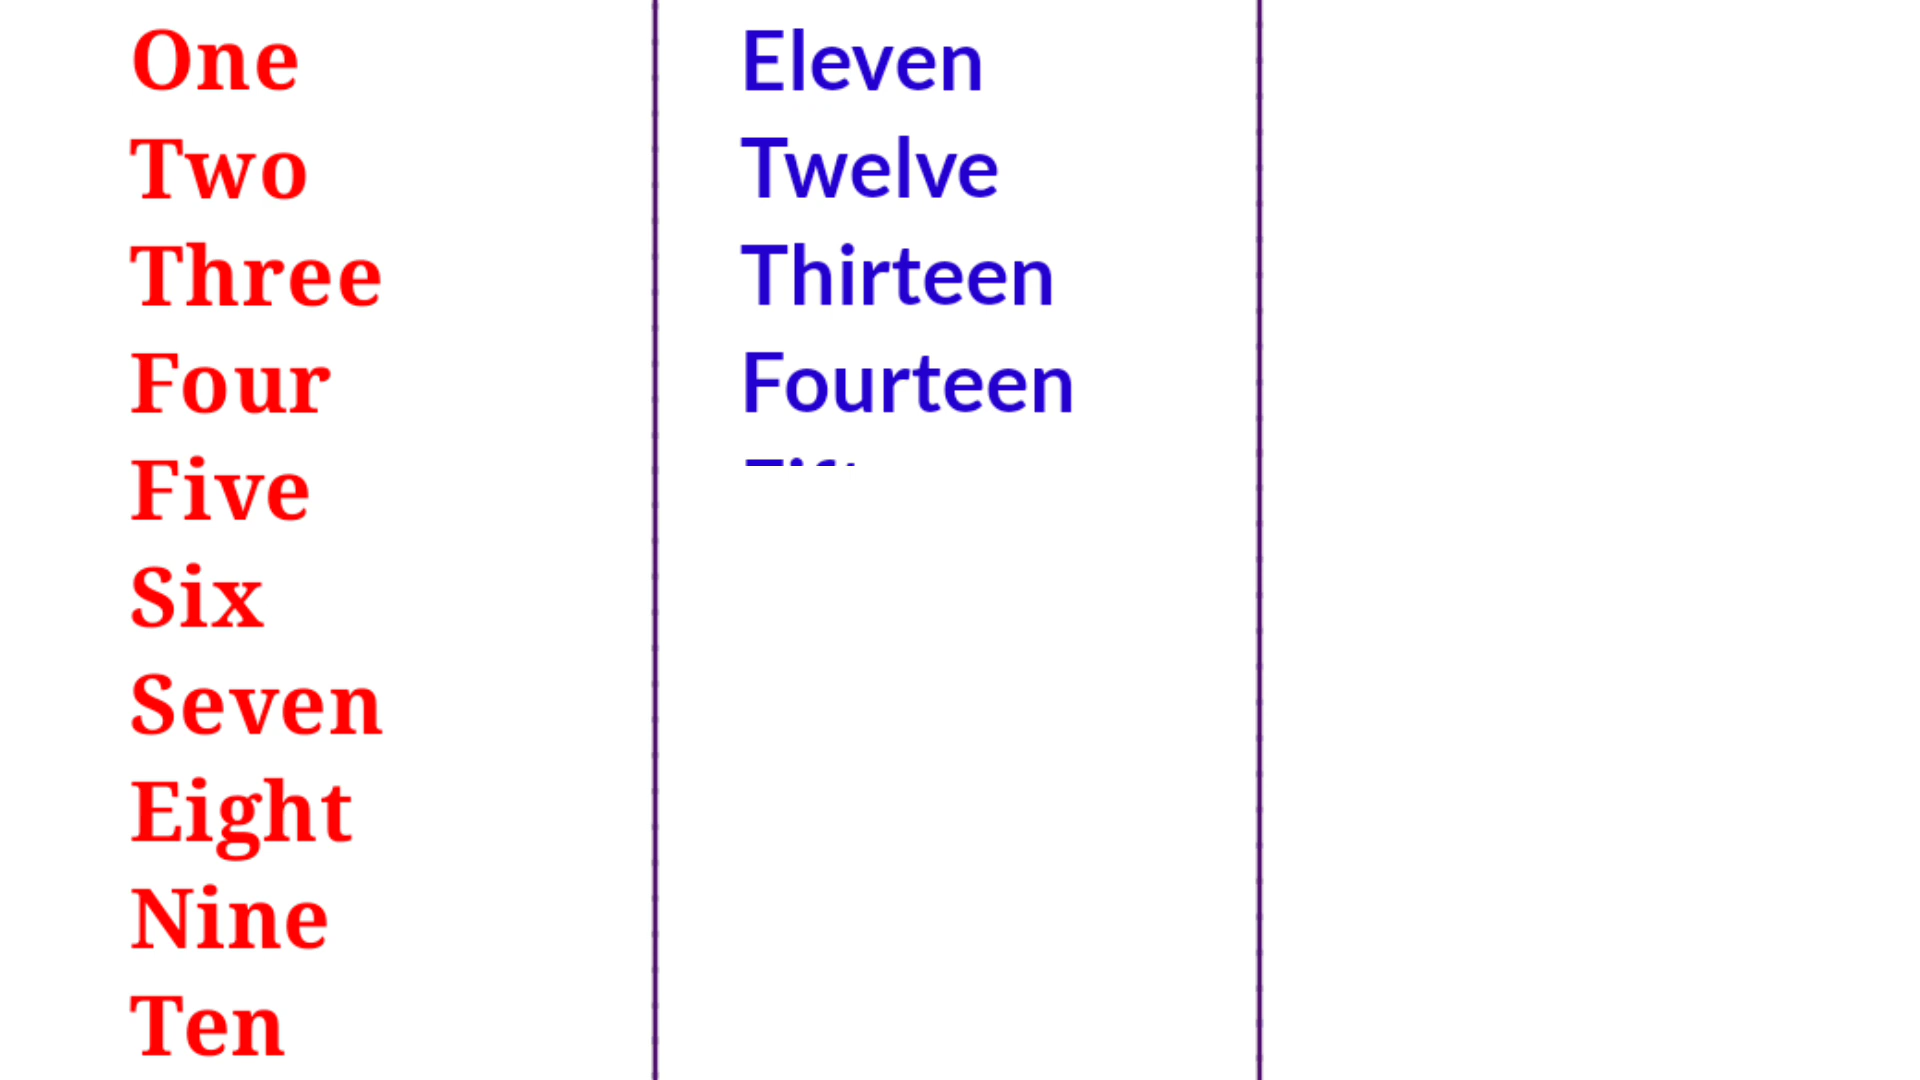 One
Two
Three
Four
Five
Six
Seven
Eight
Nine
Ten
Eleven
Twelve
Thirteen
Fourteen